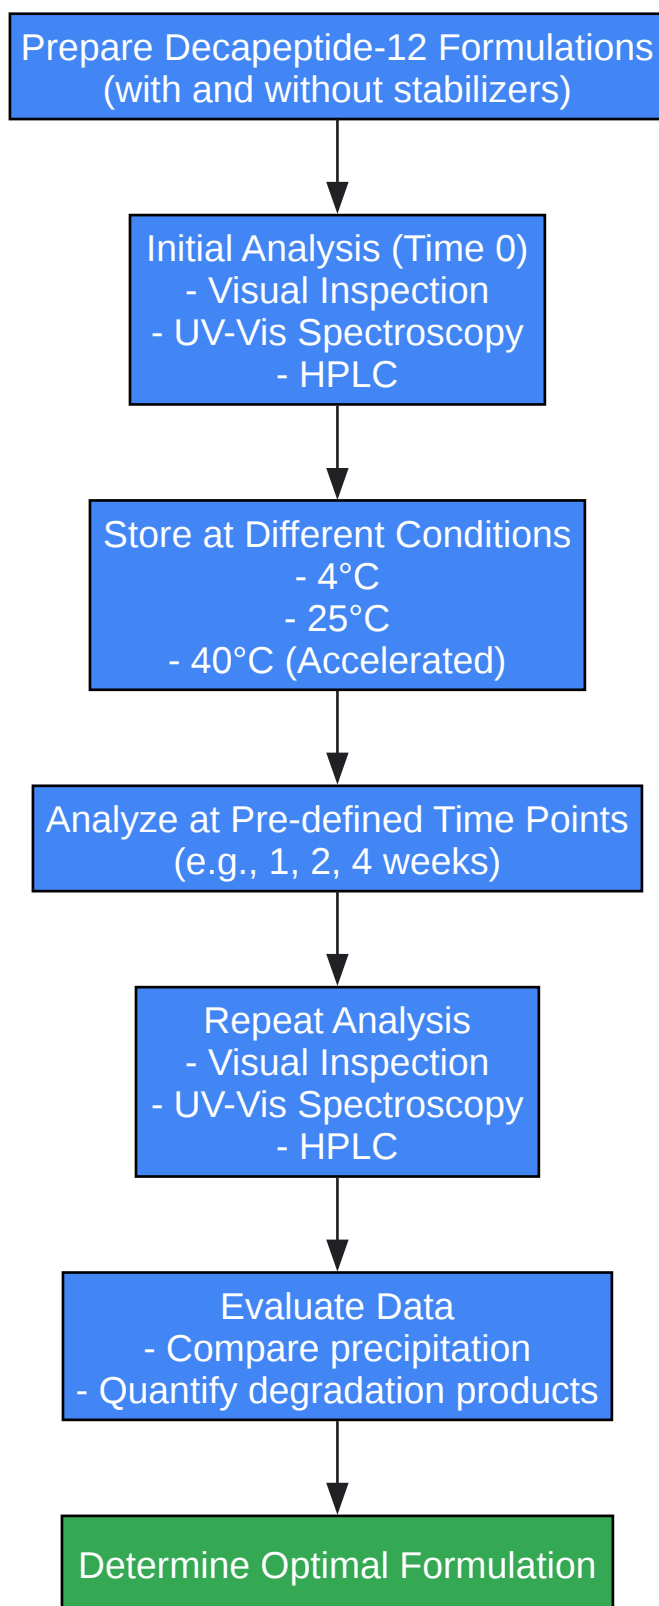 Prepare Decapeptide-12 Formulations
(with and without stabilizers)
Initial Analysis (Time 0)
- Visual Inspection
- UV-Vis Spectroscopy
- HPLC
Store at Different Conditions
- 4°C
- 25°C
- 40°C (Accelerated)
Analyze at Pre-defined Time Points
(e.g., 1, 2, 4 weeks)
Repeat Analysis
- Visual Inspection
- UV-Vis Spectroscopy
- HPLC
Evaluate Data
- Compare precipitation
- Quantify degradation products
Determine Optimal Formulation